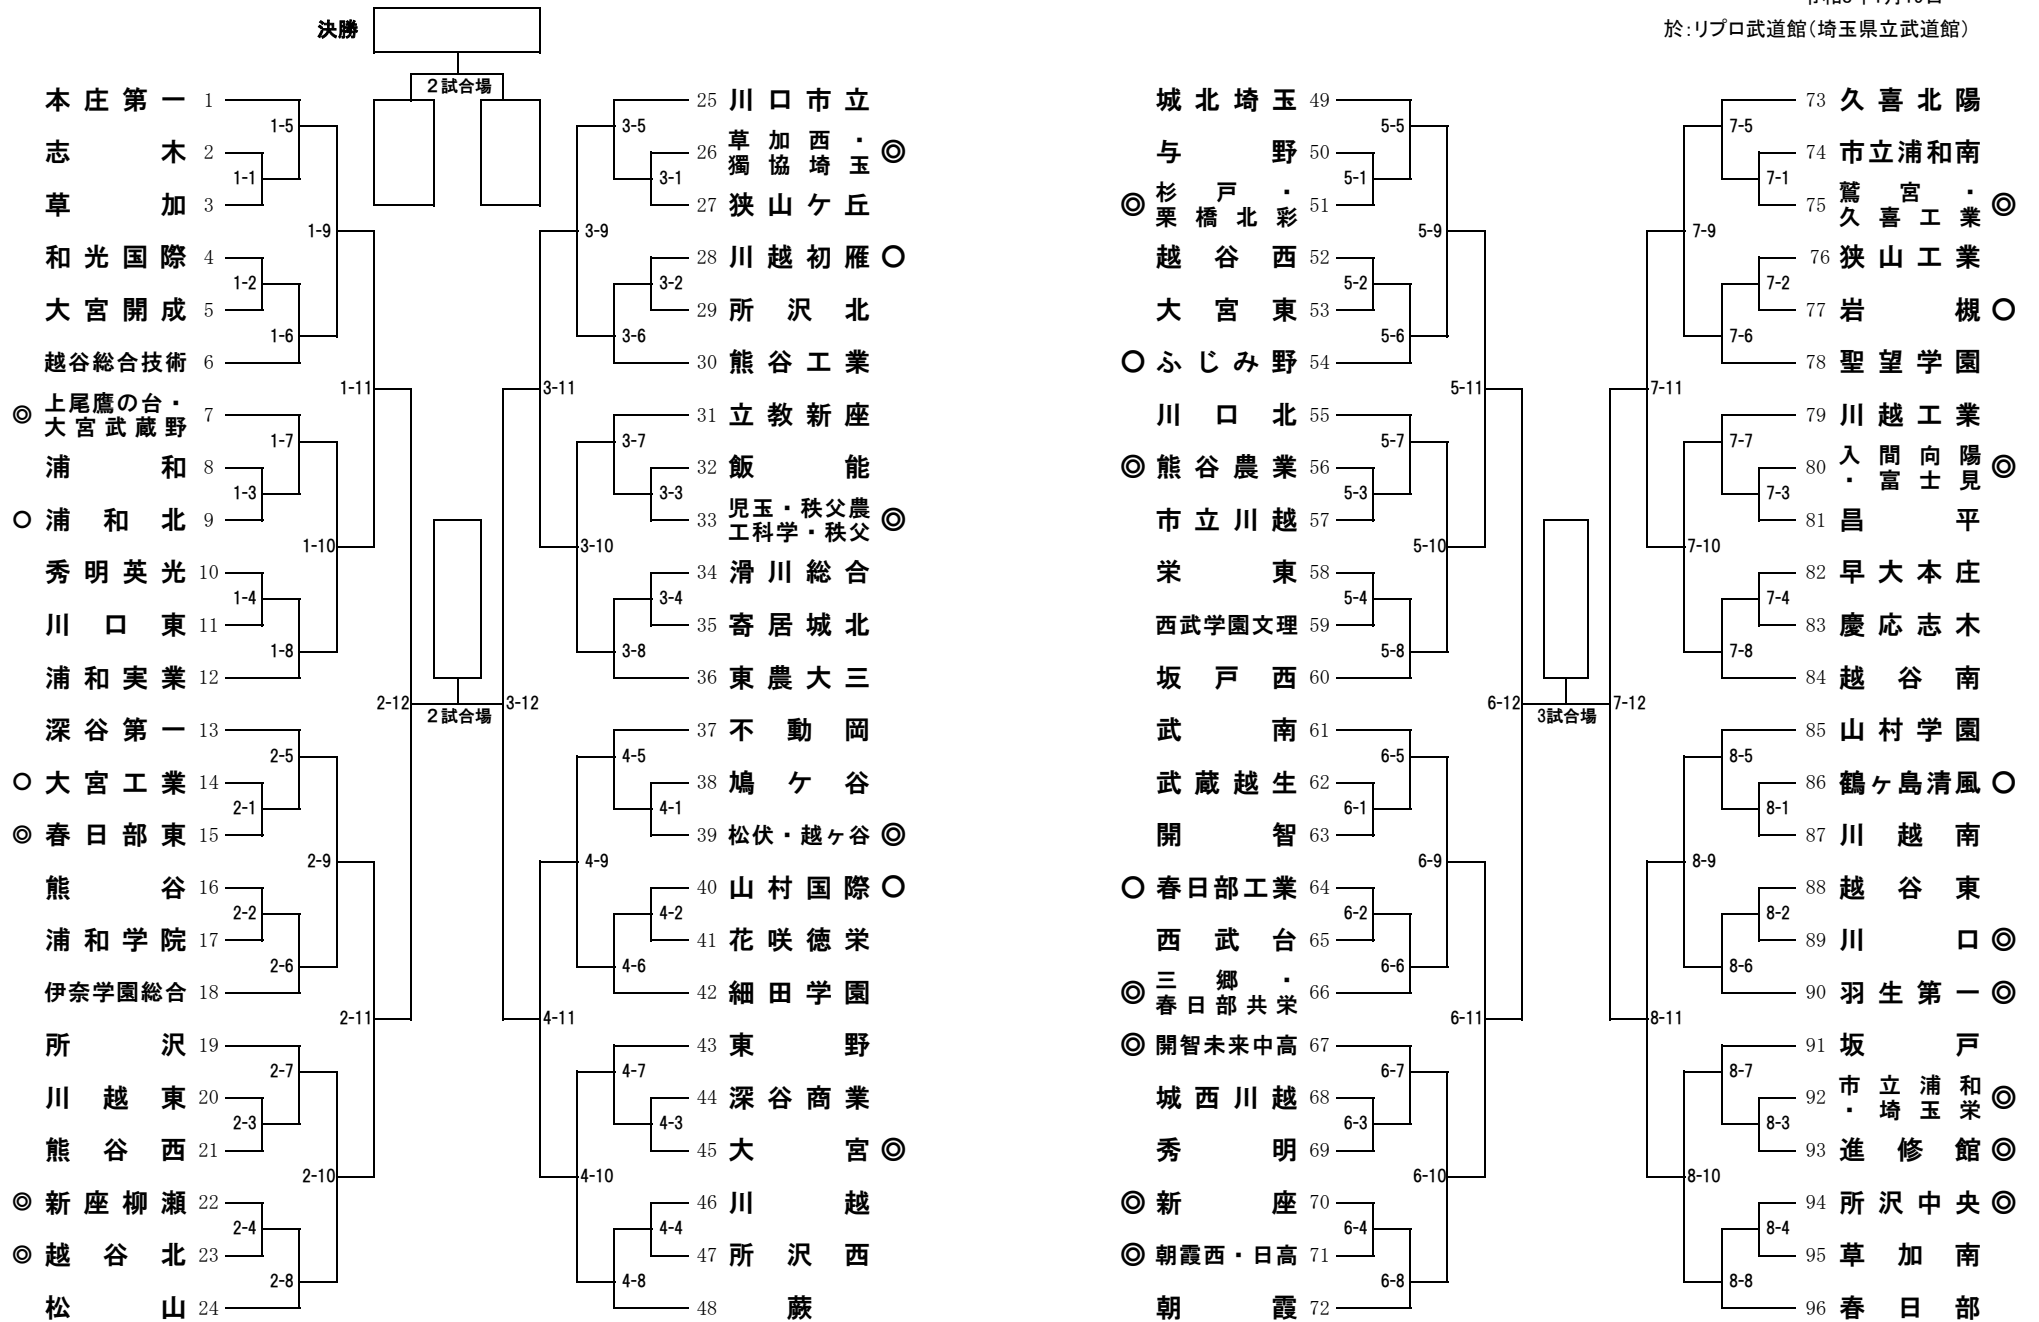 決勝
於:リプロ武道館(埼玉県立武道館)
2試合場
本庄第一 1
志木 2
草加 3
和光国際 4
大宮開成 5
越谷総合技術 6
◎ 上尾鷹の台・
大宮武蔵野 7
浦和 8
○ 浦和北 9
秀明英光 10
川口東 11
浦和実業 12
深谷第一 13
○ 大宮工業 14
◎ 春日部東 15
熊谷 16
浦和学院 17
伊奈学園総合 18
所沢 19
川越東 20
熊谷西 21
◎ 新座柳瀬 22
◎ 越谷北 23
松山 24
1-1
1-2
1-3
1-4
1-5
1-6
1-7
1-8
1-9
1-10
1-11
2-1
2-2
2-3
2-4
2-5
2-6
2-7
2-8
2-9
2-10
2-11
2-12
2試合場
3-12
25 川口市立
26 草加西・
獨協埼玉 ◎
27 狭山ケ丘
28 川越初雁 ○
29 所沢北
30 熊谷工業
31 立教新座
32 飯能
33 児玉・秩父農
工科学・秩父 ◎
34 滑川総合
35 寄居城北
36 東農大三
37 不動岡
38 鳩ケ谷
39 松伏・越ヶ谷 ◎
40 山村国際 ○
41 花咲徳栄
42 細田学園
43 東野
44 深谷商業
45 大宮 ◎
46 川越
47 所沢西
48 蕨
3-1
3-2
3-3
3-4
3-5
3-6
3-7
3-8
3-9
3-10
3-11
4-1
4-2
4-3
4-4
4-5
4-6
4-7
4-8
4-9
4-10
4-11
城北埼玉 49
与野 50
◎ 杉戸・
栗橋北彩 51
越谷西 52
大宮東 53
○ ふじみ野 54
川口北 55
◎ 熊谷農業 56
市立川越 57
栄東 58
西武学園文理 59
坂戸西 60
武南 61
武蔵越生 62
開智 63
○ 春日部工業 64
西武台 65
◎ 三郷・
春日部共栄 66
◎ 開智未来中高 67
城西川越 68
秀明 69
◎ 新座 70
◎ 朝霞西・日高 71
朝霞 72
5-1
5-2
5-3
5-4
5-5
5-6
5-7
5-8
5-9
5-10
5-11
6-1
6-2
6-3
6-4
6-5
6-6
6-7
6-8
6-9
6-10
6-11
6-12
3試合場
7-12
73 久喜北陽
74 市立浦和南
75 鷲宮・
久喜工業 ◎
76 狭山工業
77 岩槻 ○
78 聖望学園
79 川越工業
80 入間向陽
・富士見 ◎
81 昌平
82 早大本庄
83 慶応志木
84 越谷南
85 山村学園
86 鶴ヶ島清風 ○
87 川越南
88 越谷東
89 川口 ◎
90 羽生第一 ◎
91 坂戸
92 市立浦和
・埼玉栄 ◎
93 進修館 ◎
94 所沢中央 ◎
95 草加南
96 春日部
7-1
7-2
7-3
7-4
7-5
7-6
7-7
7-8
7-9
7-10
7-11
8-1
8-2
8-3
8-4
8-5
8-6
8-7
8-8
8-9
8-10
8-11